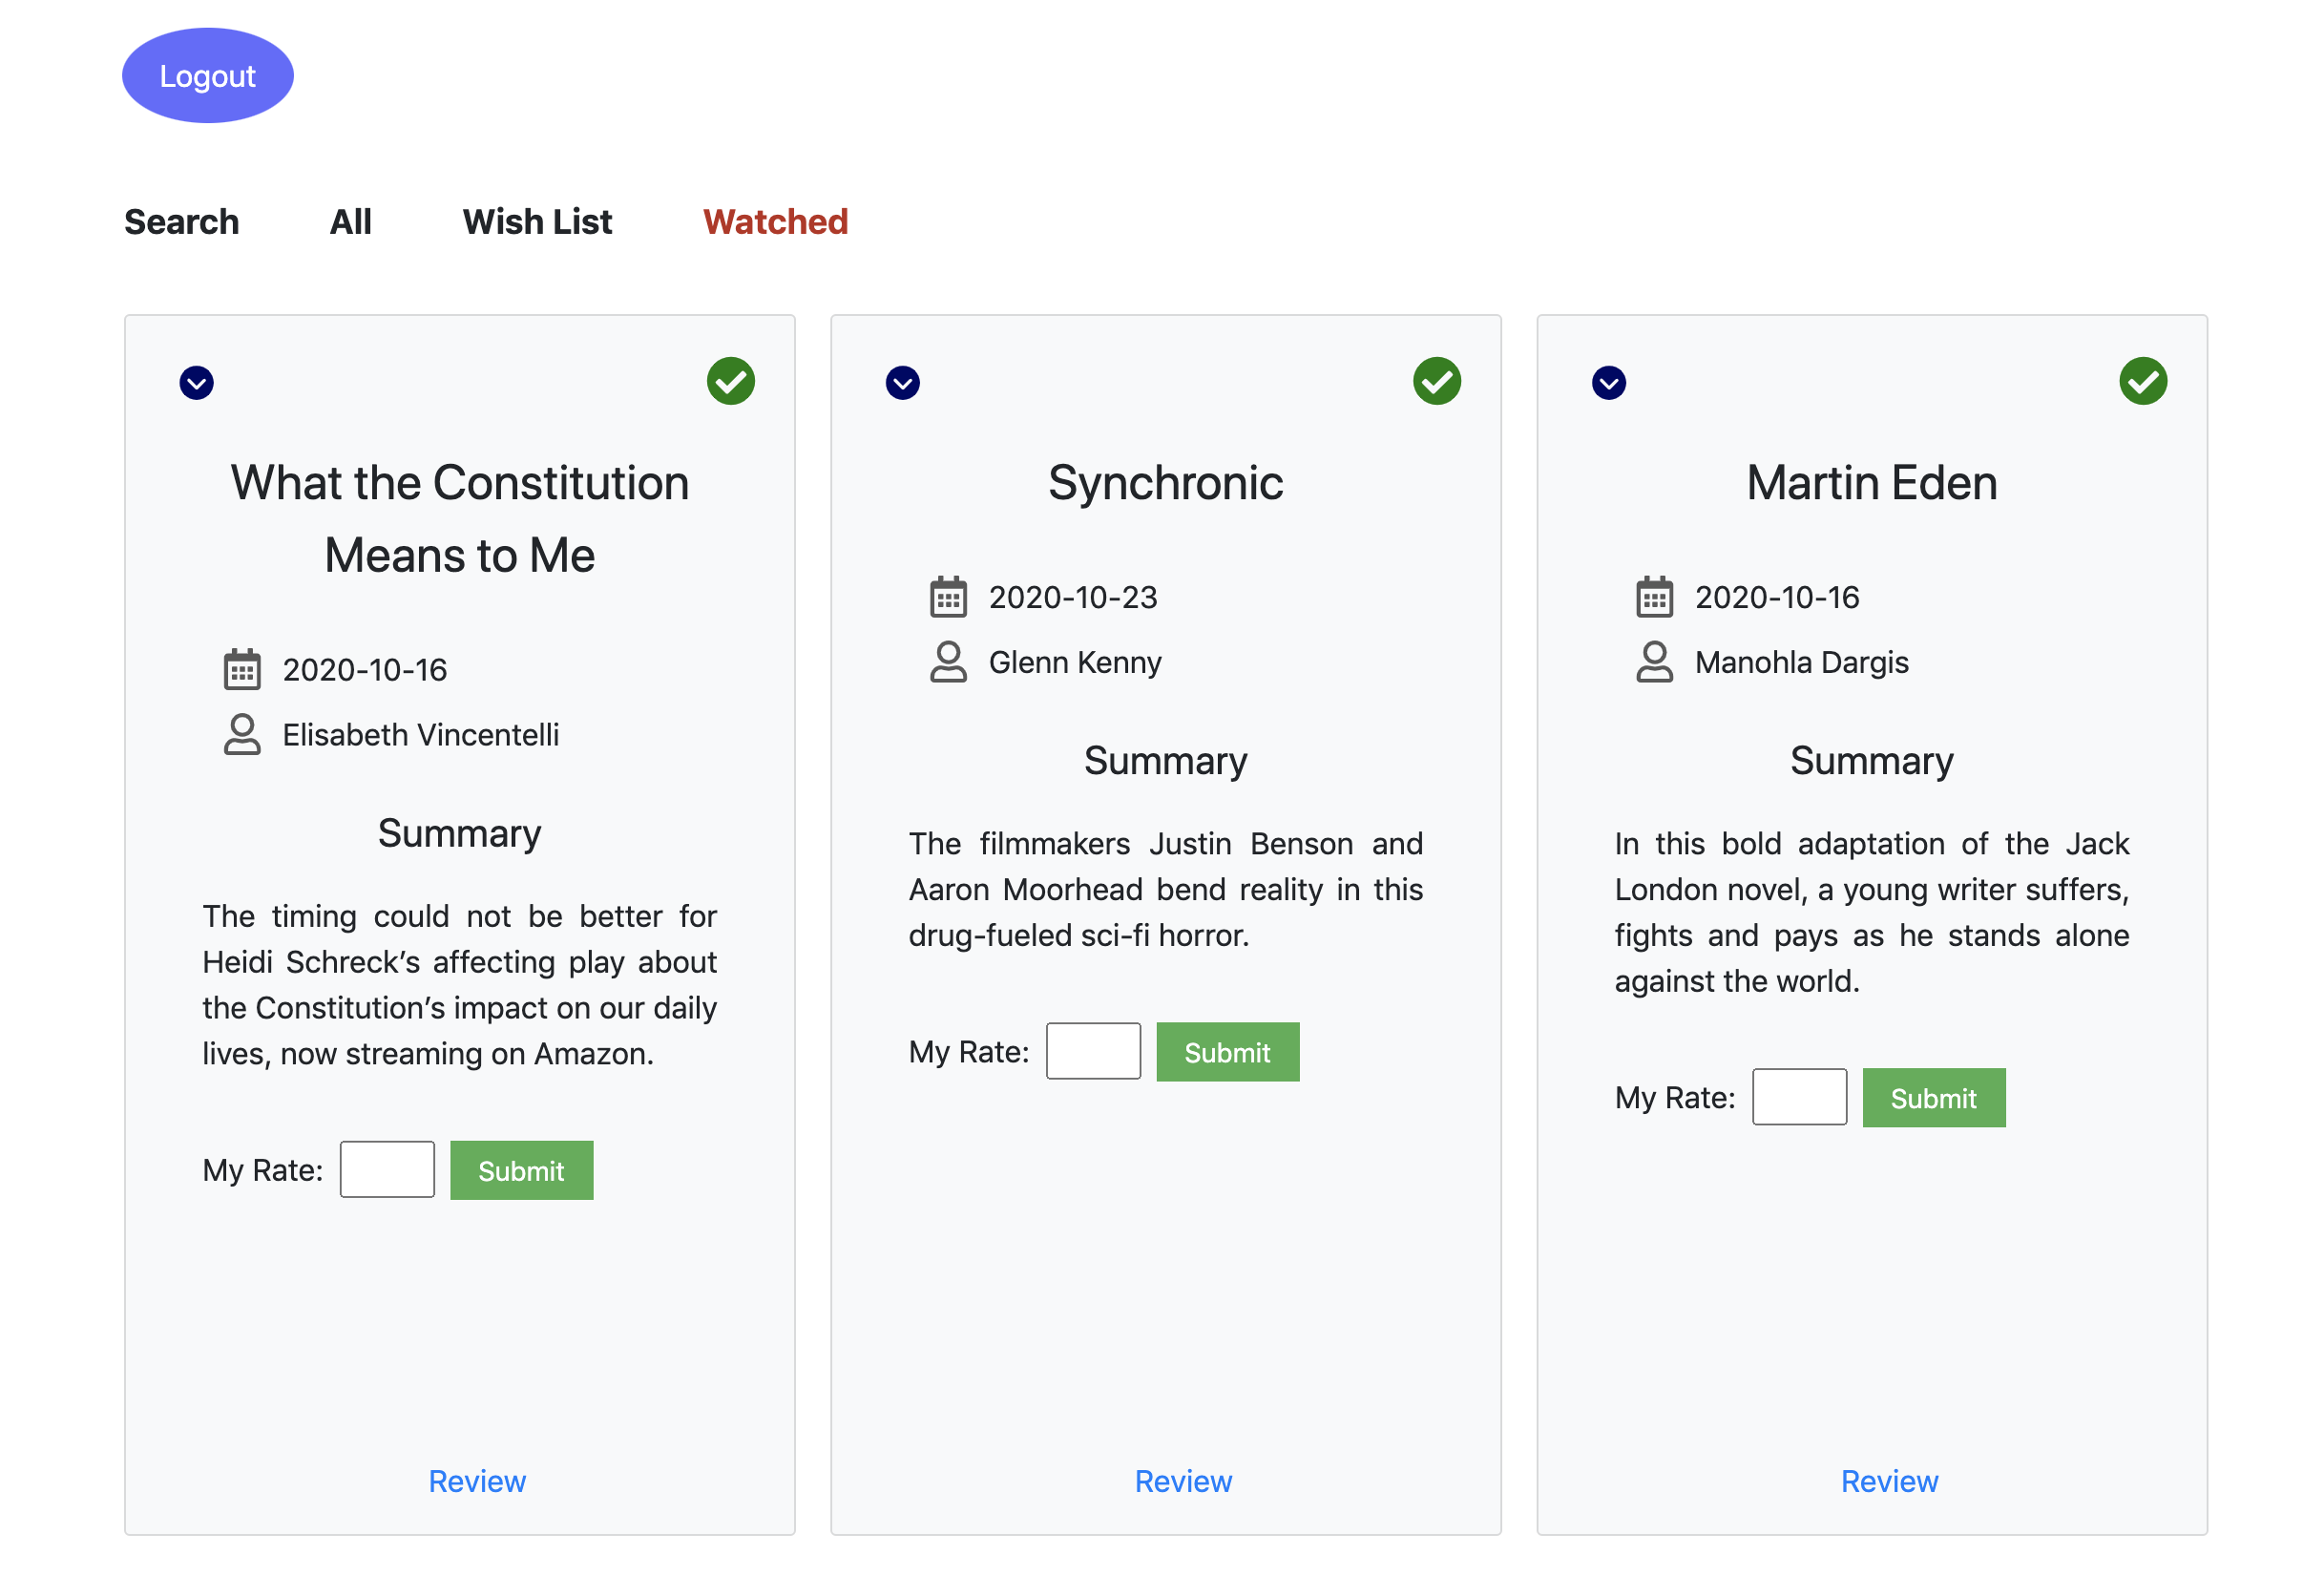 Logout
Search All Wish List Watched
What the Constitution
Means to Me
2020-10-16
Elisabeth Vincentelli
Summary
The timing could not be better for
Heidi Schreck’s affecting play about
the Constitution’s impact on our daily
lives, now streaming on Amazon.
My Rate: Submit
Review
Synchronic
2020-10-23
Glenn Kenny
Summary
The filmmakers Justin Benson and
Aaron Moorhead bend reality in this
drug-fueled sci-fi horror.
My Rate: Submit
Review
Martin Eden
2020-10-16
Manohla Dargis
Summary
In this bold adaptation of the Jack
London novel, a young writer suffers,
fights and pays as he stands alone
against the world.
My Rate: Submit
Review